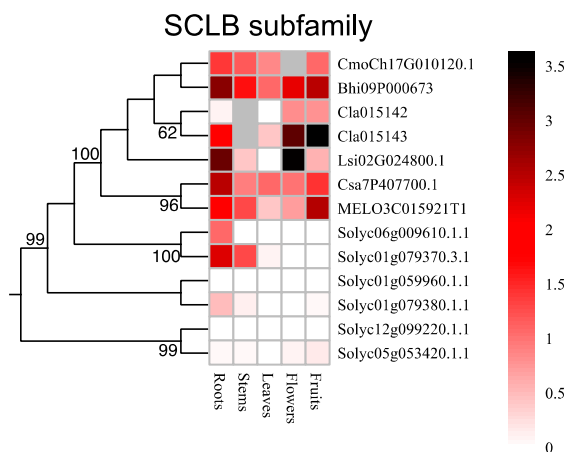 SCLB subfamily
CmoCh17G010120.1
Bhi09P000673
Cla015142
62
Cla015143
100
Lsi02G024800.1
Csa7P407700.1
96
MELO3C015921T1
Solyc06g009610.1.1
99
100
Solyc01g079370.3.1
Solyc01g059960.1.1
Solyc01g079380.1.1
Solyc12g099220.1.1
99
Solyc05g053420.1.1
Roots
Stems
Leaves
Flowers
Fruits
3.5
3
2.5
2
1.5
1
0.5
0